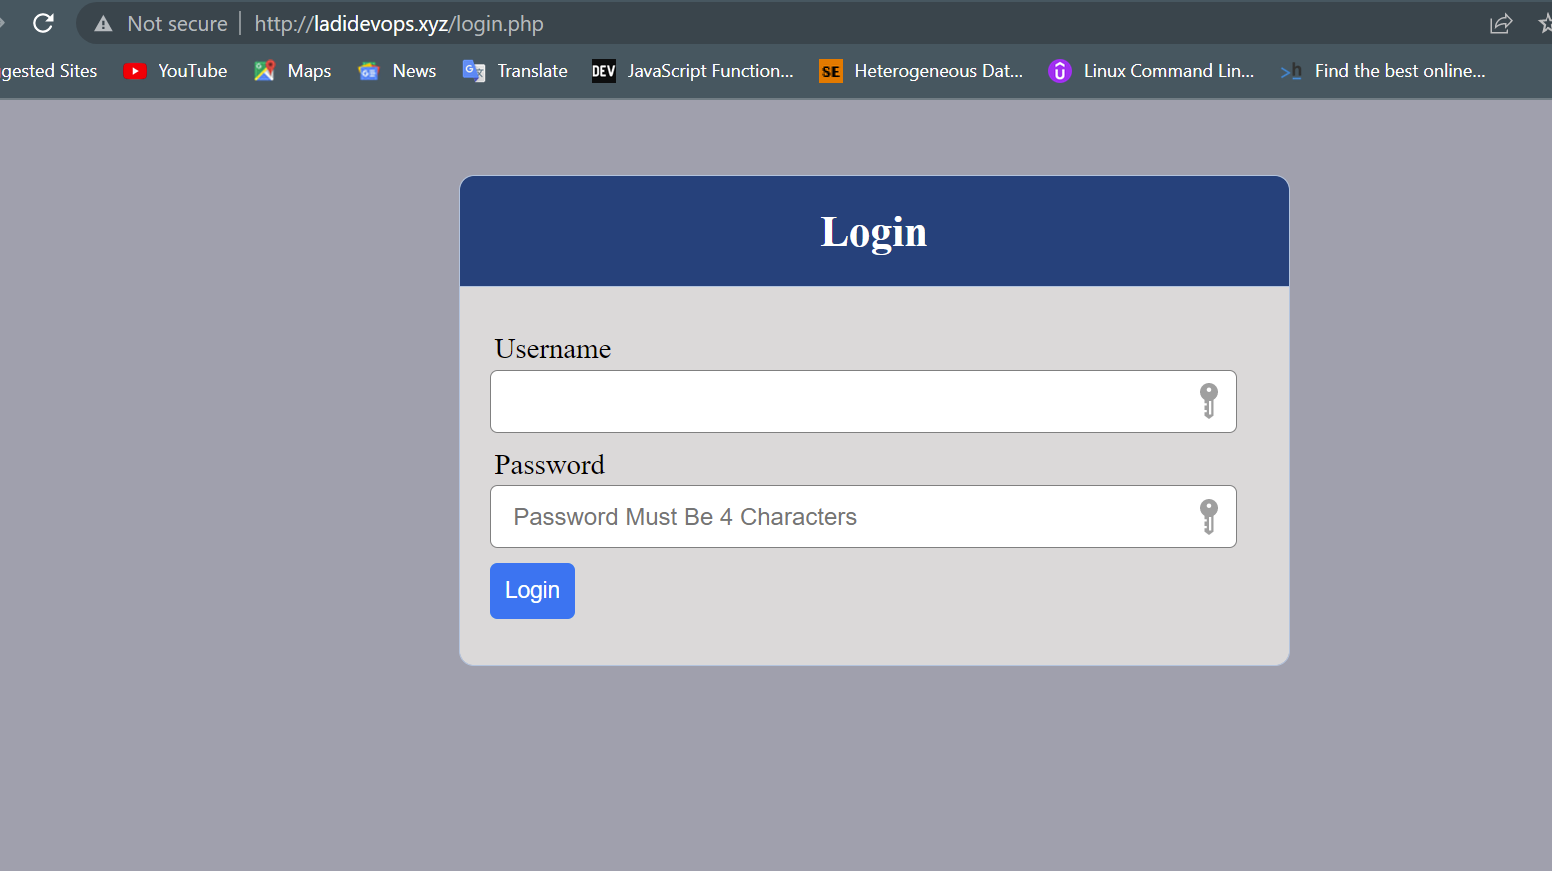 Not secure | http://ladidevops.xyz/login.php
gested Sites YouTube Maps News Translate DEV JavaScript Function... SE Heterogeneous Dat... Linux Command Lin... >_h Find the best online...
Login
Username
Password
Password Must Be 4 Characters
Login